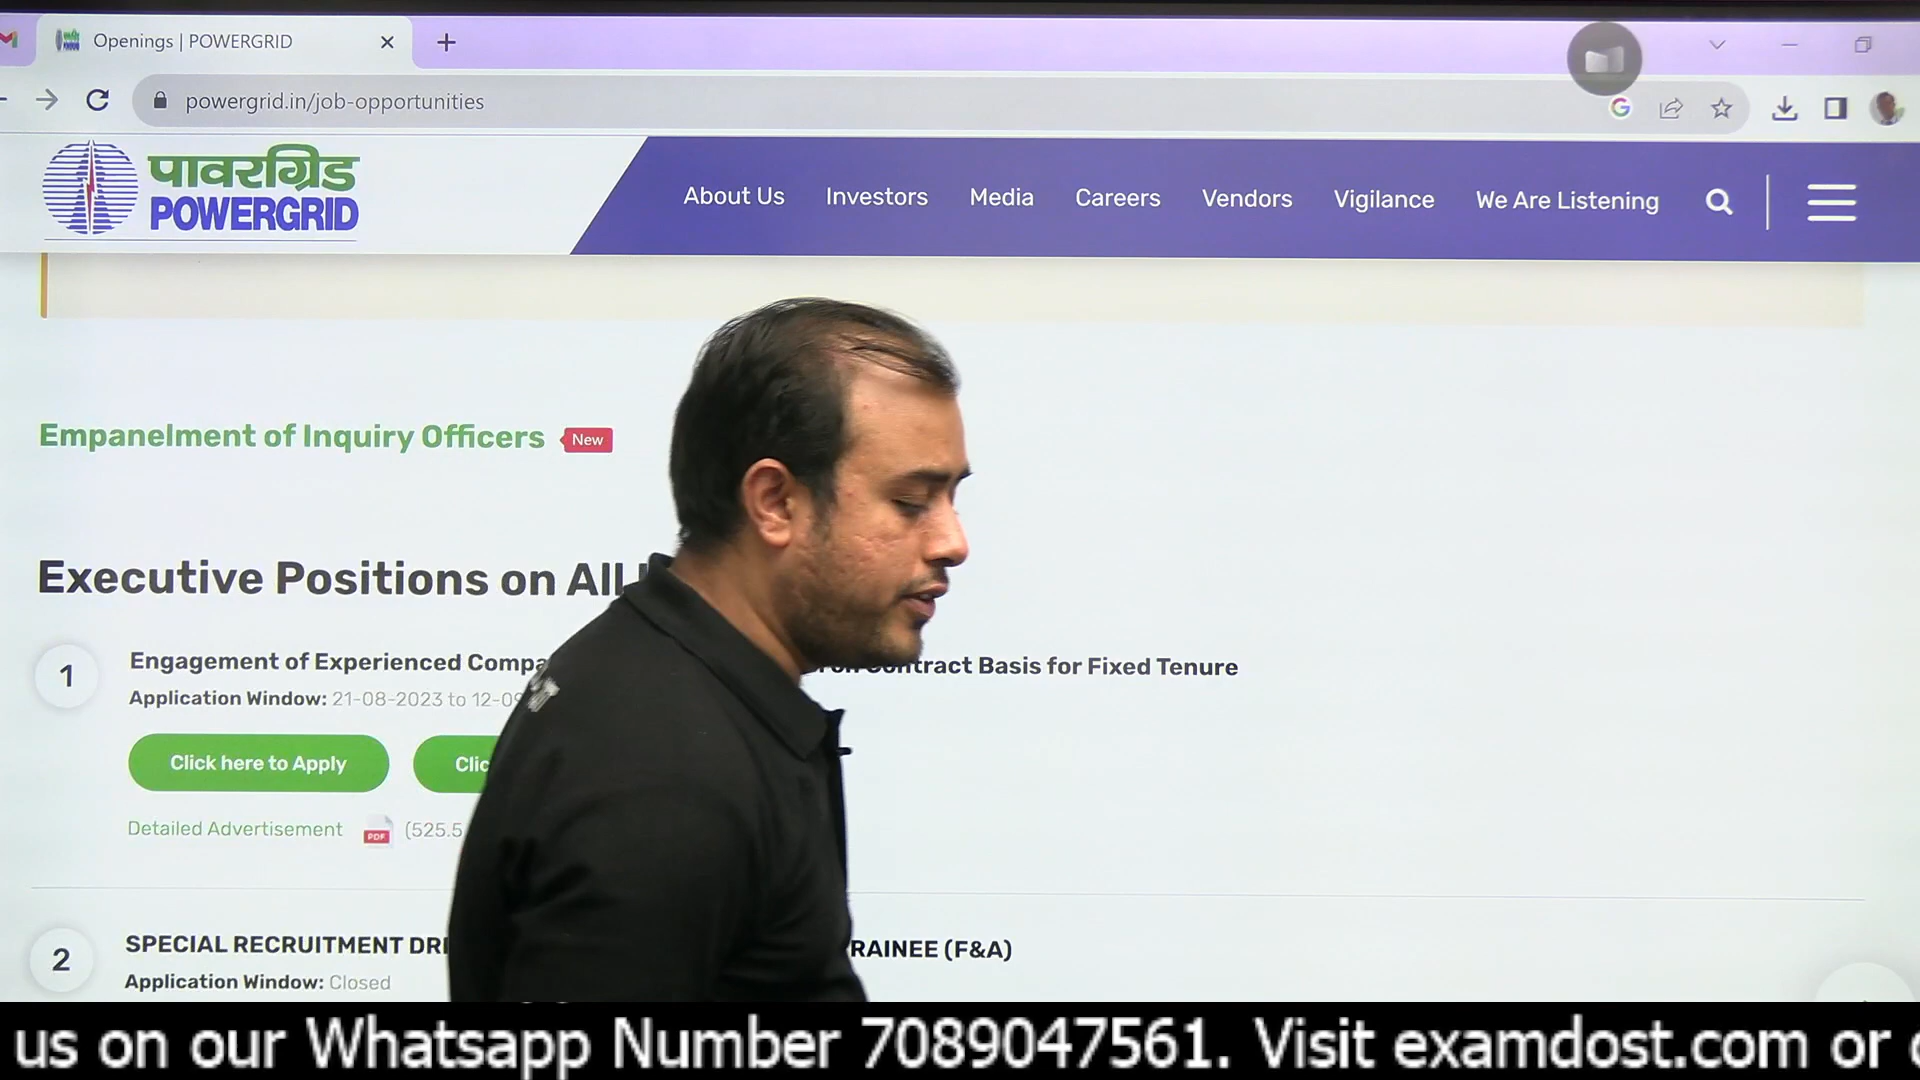 Openings | POWERGRID
powergrid.in/job-opportunities
पावरग्रिड
POWERGRID
About Us Investors Media Careers Vendors Vigilance We Are Listening
Empanelment of Inquiry Officers New
Executive Positions on All
1
Engagement of Experienced Compa Contract Basis for Fixed Tenure
Application Window: 21-08-2023 to 12-09
Click here to Apply Clic
Detailed Advertisement PDF (525.5
2
SPECIAL RECRUITMENT DRI RAINEE (F&A)
Application Window: Closed
us on our Whatsapp Number 7089047561. Visit examdost.com or